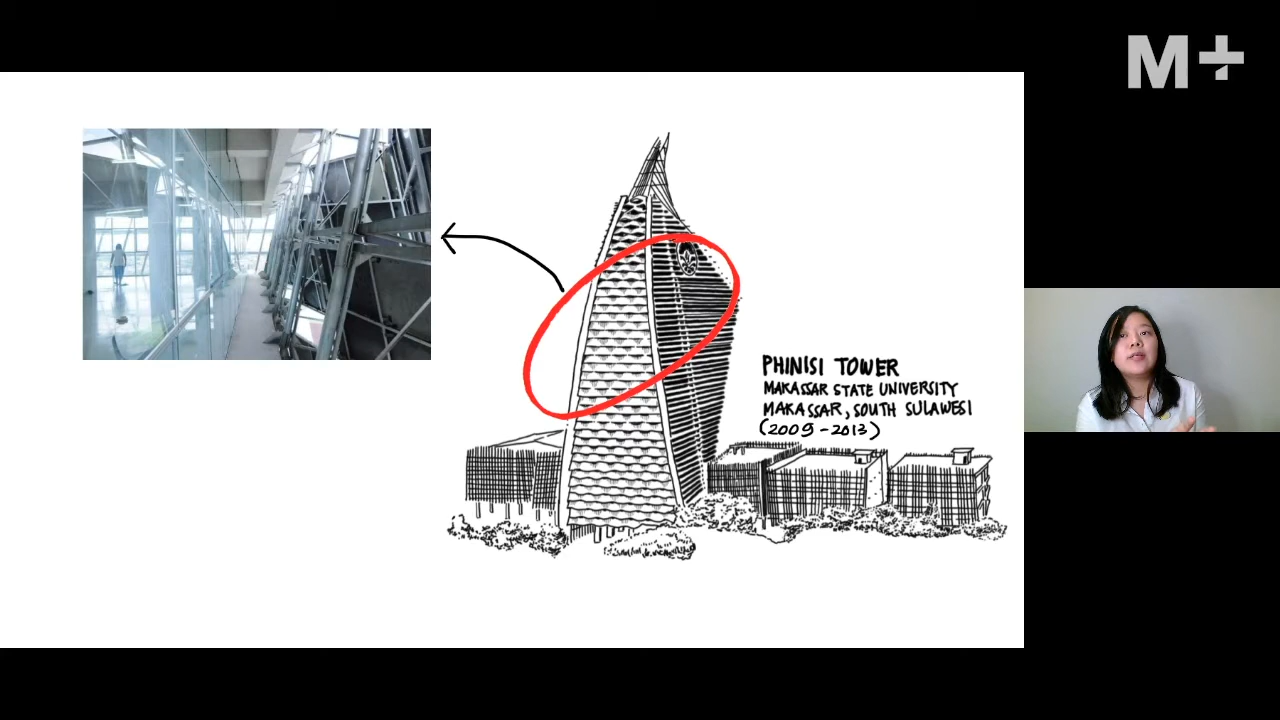 M+
PHINISI TOWER
MAKASSAR STATE UNIVERSITY
MAKASSAR, SOUTH SULAWESI
(2009-2013)